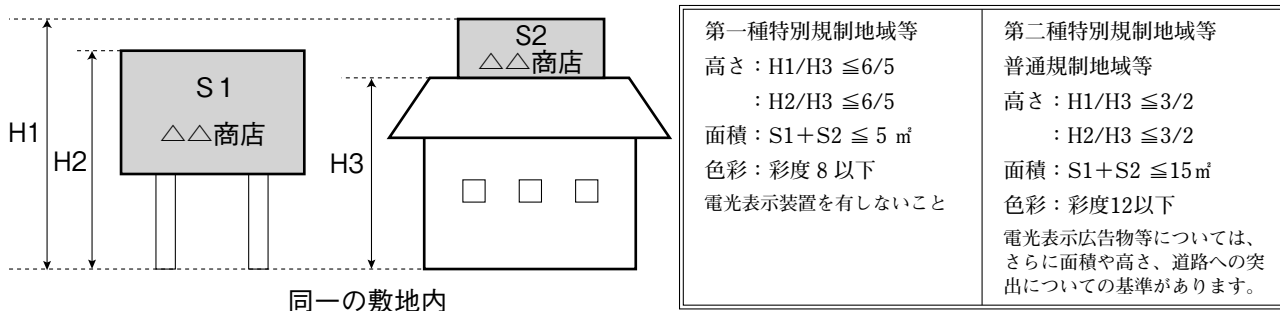 H1
H2
S1
△△商店
H3
S2
△△商店
同一の敷地内
第一種特別規制地域等
高さ：H1/H3 ≦6/5
：H2/H3 ≦6/5
面積：S1＋S2 ≦ 5 ㎡
色彩：彩度 8 以下
電光表示装置を有しないこと
第二種特別規制地域等
普通規制地域等
高さ：H1/H3 ≦3/2
：H2/H3 ≦3/2
面積：S1＋S2 ≦15㎡
色彩：彩度12以下
電光表示広告物等については、
さらに面積や高さ、道路への突
出についての基準があります。